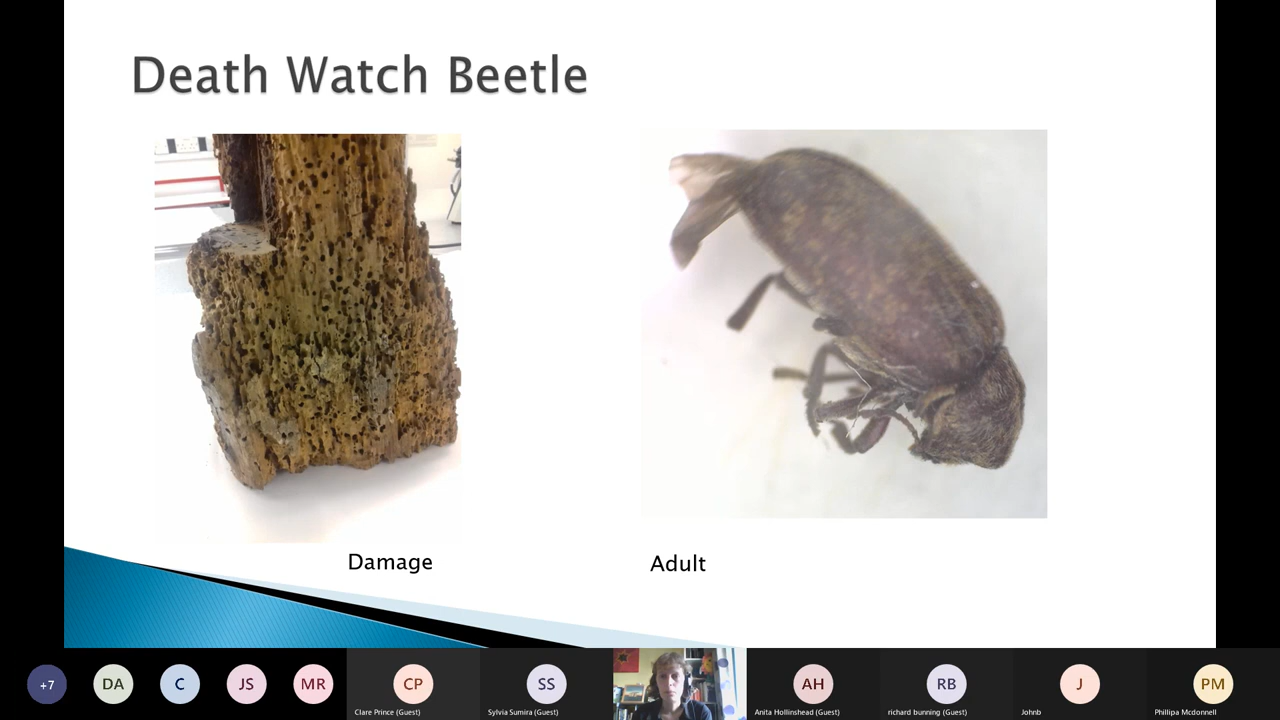 Death Watch Beetle
Damage
Adult
+7
DA
C
JS
MR
CP
SS
AH
RB
J
PM
Clare Prince (Guest)
Sylvia Sumira (Guest)
Anita Hollinshead (Guest)
richard bunning (Guest)
Johnb
Phillipa Mcdonnell